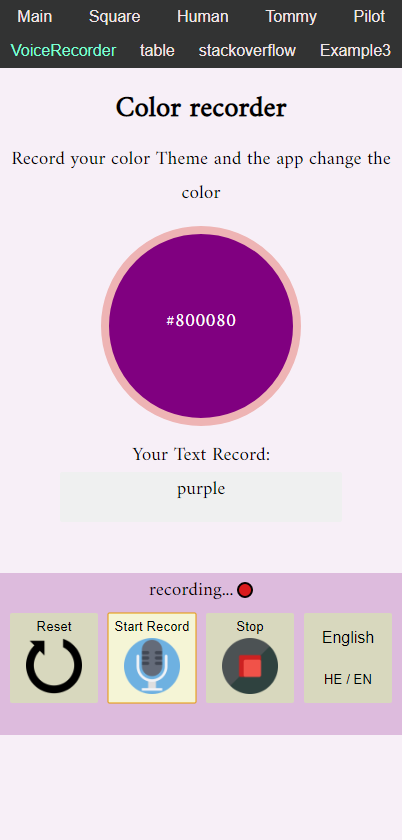 Main Square Human Tommy Pilot
VoiceRecorder table stackoverflow Example3
Color recorder
Record your color Theme and the app change the
color
#800080
Your Text Record:
purple
recording...
Reset Start Record Stop English
HE / EN